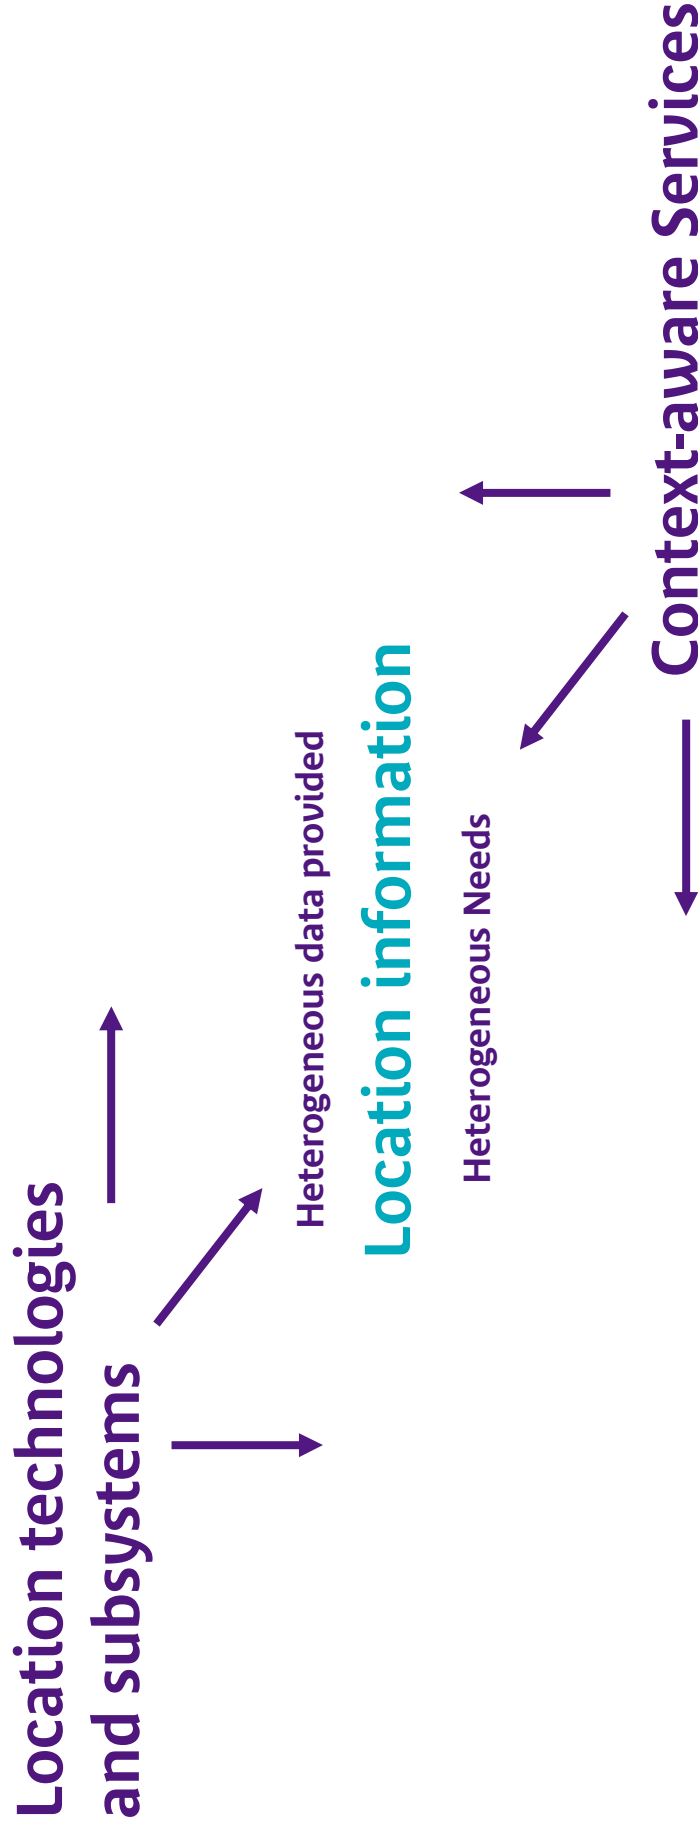 Location technologies
and subsystems
Heterogeneous data provided
Location information
Heterogeneous Needs
Context-aware Services